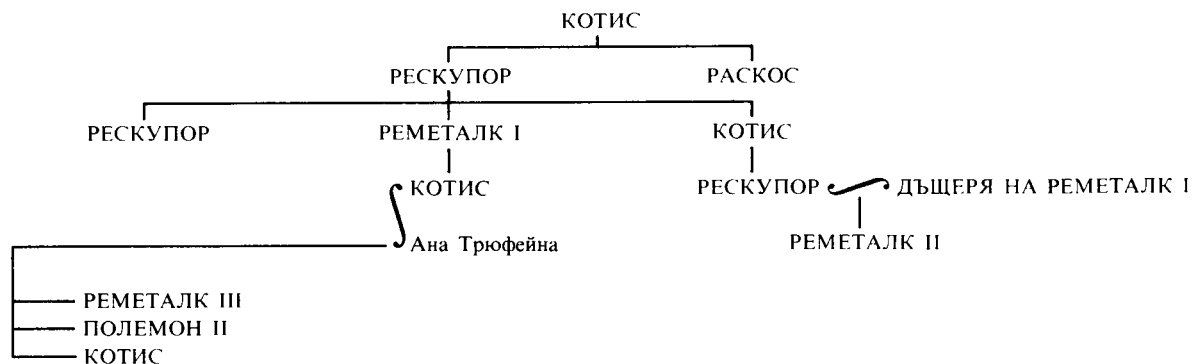 КОТИС
РЕСКУПОР РАСКОС
РЕСКУПОР РЕМЕТАЛК I КОТИС
КОТИС РЕСКУПОР ДЪЩЕРЯ НА РЕМЕТАЛК I
Ана Трюфейна РЕМЕТАЛК II
РЕМЕТАЛК III
ПОЛЕМОН II
КОТИС